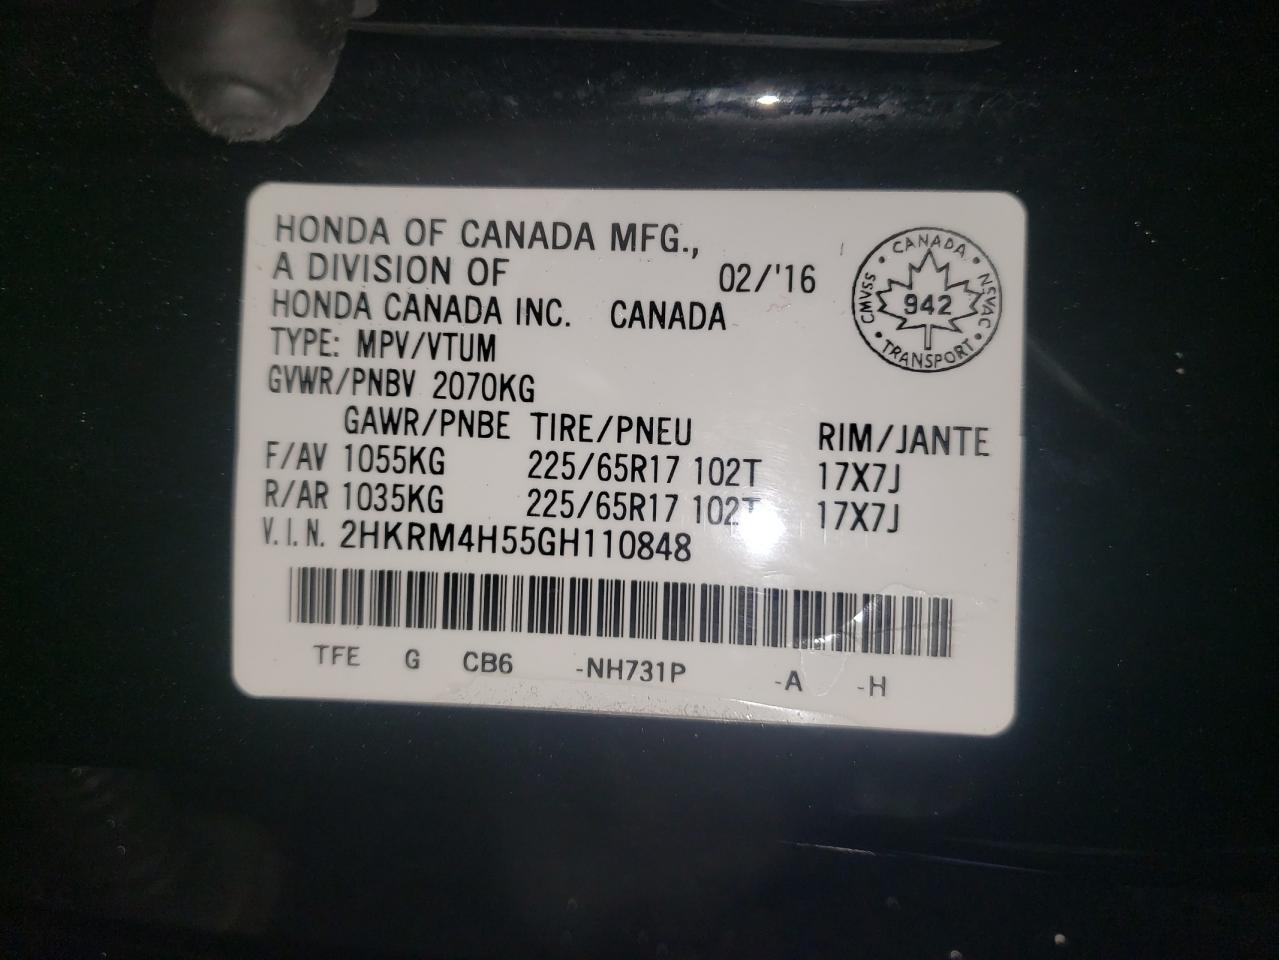 HONDA OF CANADA MFG.,
A DIVISION OF 02/'16
HONDA CANADA INC. CANADA
TYPE: MPV/VTUM
GVWR/PNBV 2070KG
GAWR/PNBE TIRE/PNEU RIM/JANTE
F/AV 1055KG 225/65R17 102T 17X7J
R/AR 1035KG 225/65R17 102T 17X7J
V.I.N. 2HKRM4H55GH110848
TFE G CB6 -NH731P -A -H
CANADA
CMVSS 942 NSVAC
TRANSPORT